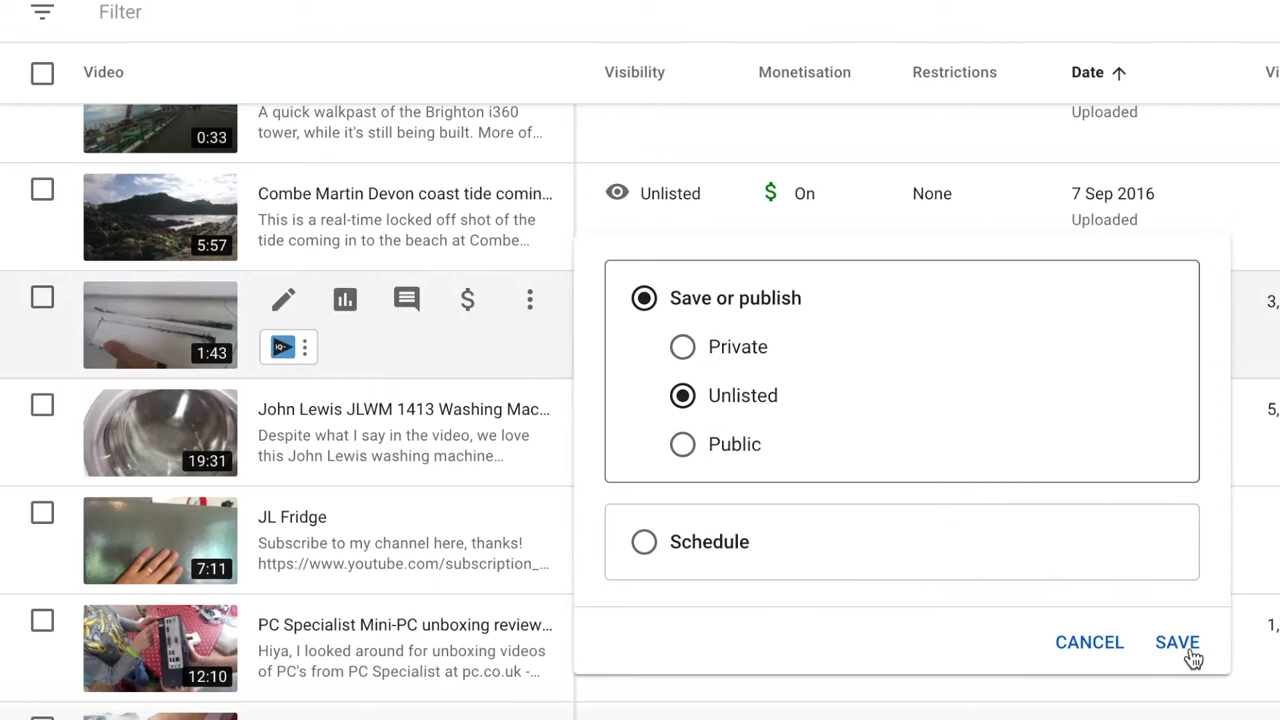 Filter
Video
Visibility
Monetisation
Restrictions
Date
Vi
A quick walkpast of the Brighton i360
tower, while it's still being built. More of...
Uploaded
0:33
Combe Martin Devon coast tide comin...
Unlisted
$ On
None
7 Sep 2016
This is a real-time locked off shot of the
tide coming in to the beach at Combe...
Uploaded
5:57
$
3,
IQ+
1:43
Save or publish
Private
Unlisted
Public
Schedule
CANCEL
SAVE
John Lewis JLWM 1413 Washing Mac...
5,
Despite what I say in the video, we love
this John Lewis washing machine...
19:31
JL Fridge
Subscribe to my channel here, thanks!
https://www.youtube.com/subscription_...
7:11
PC Specialist Mini-PC unboxing review...
1,
Hiya, I looked around for unboxing videos
of PC's from PC Specialist at pc.co.uk -...
12:10